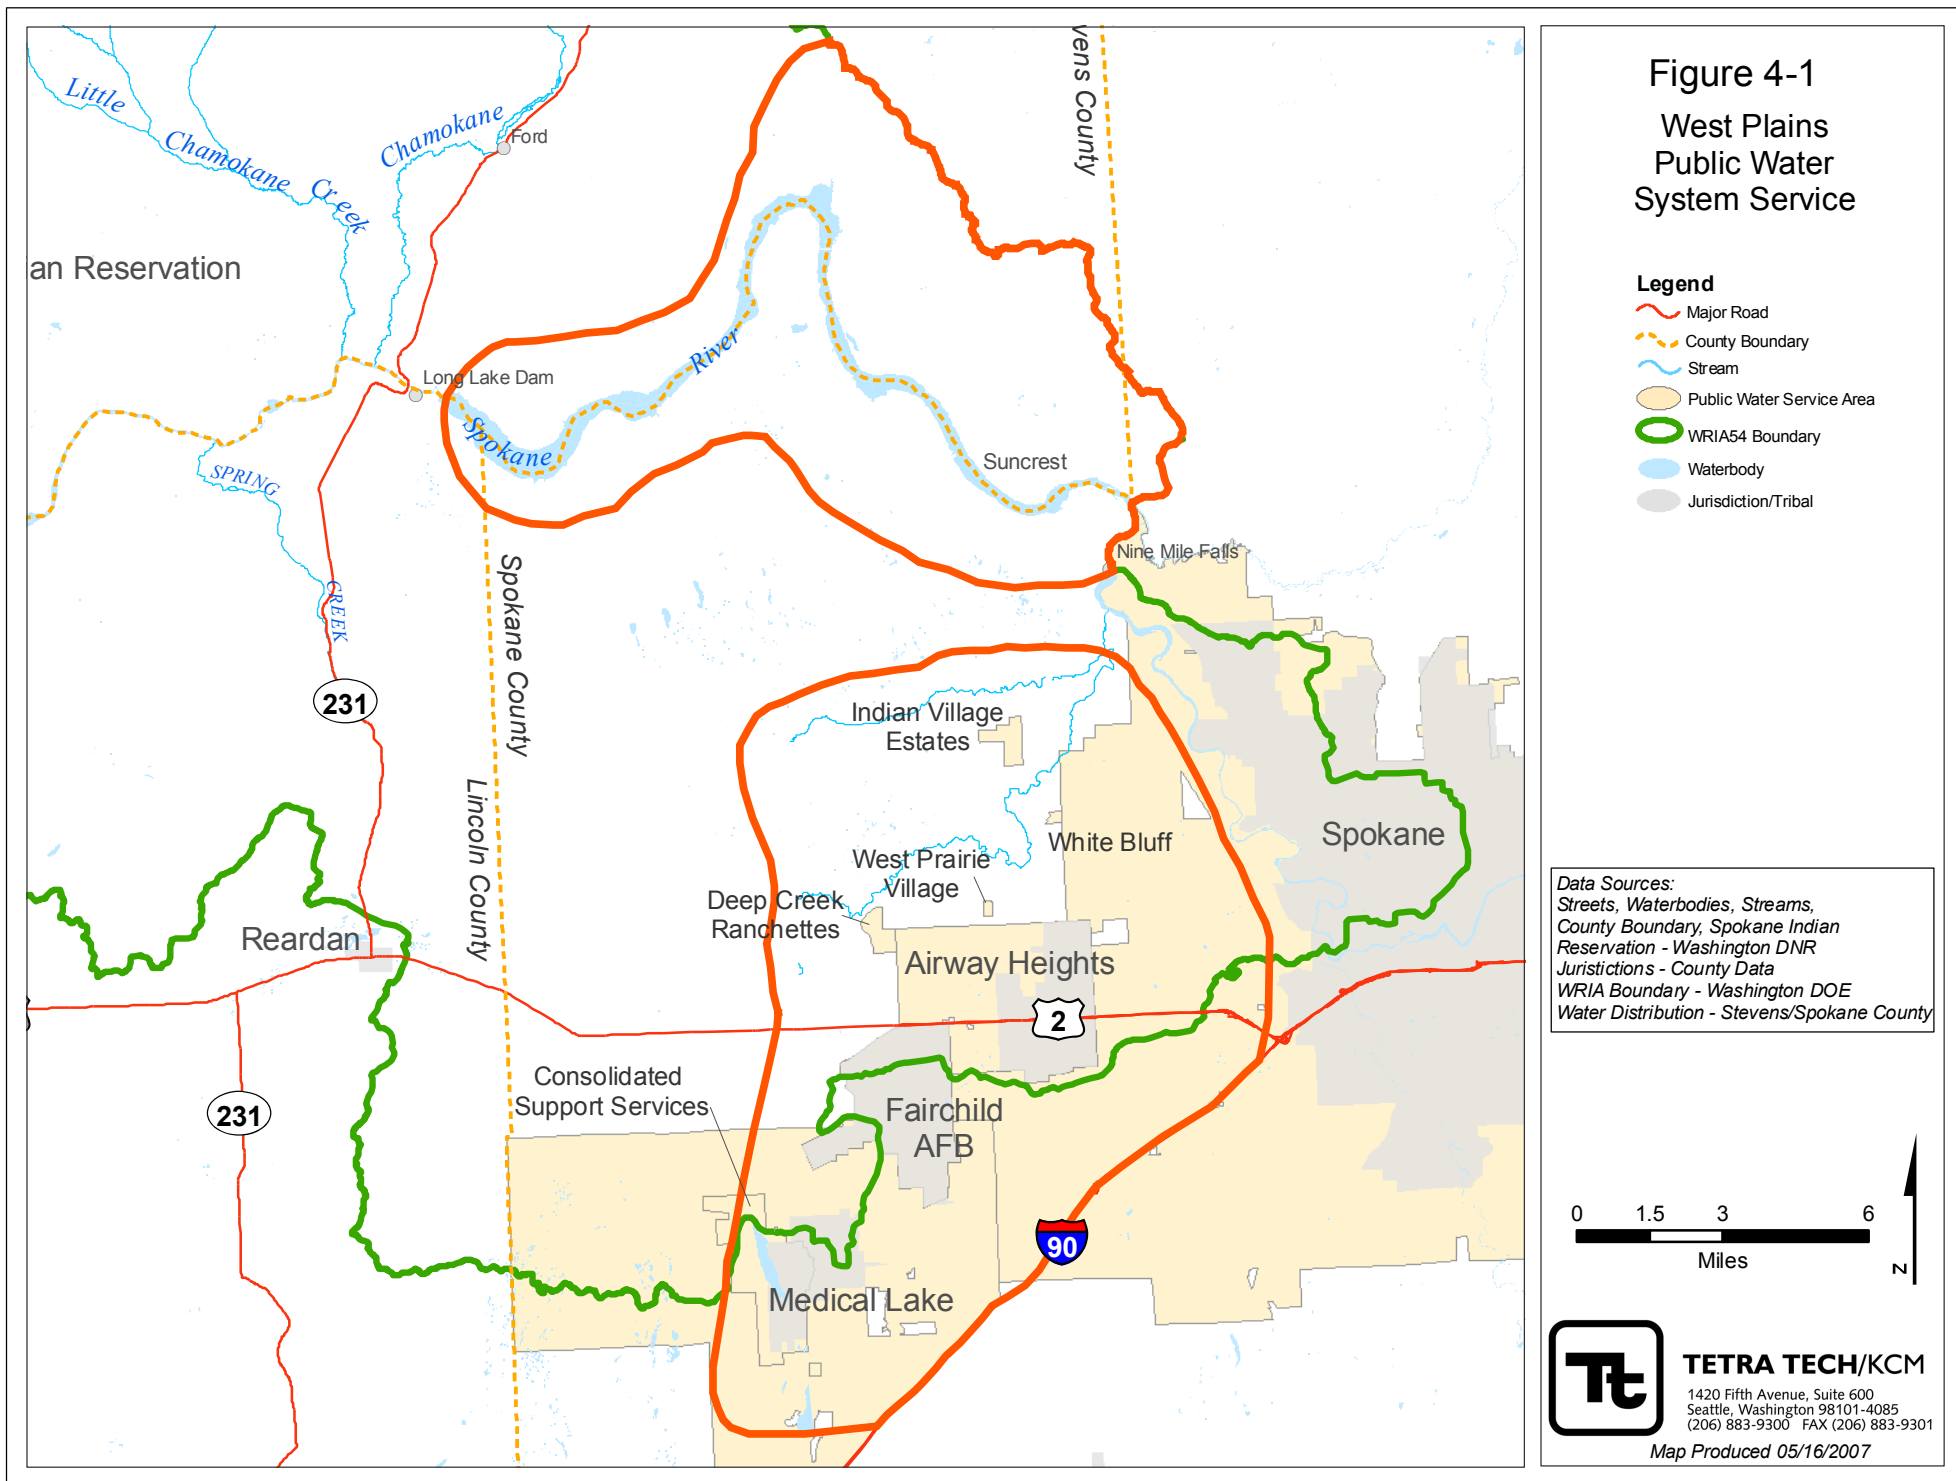 Figure 4-1
West Plains
Public Water
System Service
Legend
Major Road
County Boundary
Stream
Public Water Service Area
WRIA54 Boundary
Waterbody
Jurisdiction/Tribal
Data Sources:
Streets, Waterbodies, Streams,
County Boundary, Spokane Indian
Reservation - Washington DNR
Juristictions - County Data
WRIA Boundary - Washington DOE
Water Distribution - Stevens/Spokane County
0 1.5 3 6
Miles
N
Tt
TETRA TECH/KCM
1420 Fifth Avenue, Suite 600
Seattle, Washington 98101-4085
(206) 883-9300 FAX (206) 883-9301
Map Produced 05/16/2007
Little
Chamokane
Creek
Chamokane
Ford
vens County
an Reservation
Long Lake Dam
River
Spokane
Suncrest
SPRING
CREEK
Nine Mile Falls
Spokane County
Lincoln County
231
Indian Village
Estates
White Bluff
Spokane
West Prairie
Village
Deep Creek
Ranchettes
Reardan
Airway Heights
2
Consolidated
Support Services
231
Fairchild
AFB
90
Medical Lake